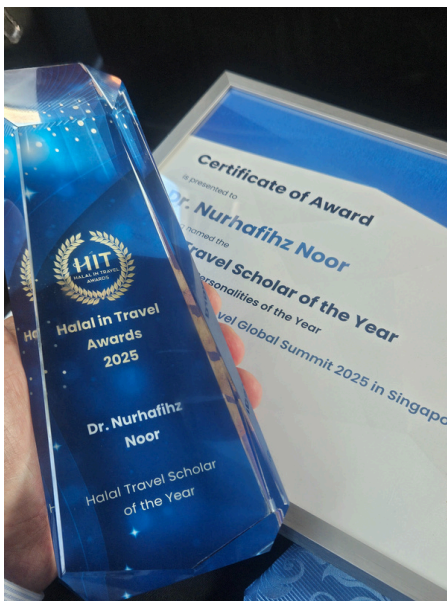 HIT
HALAL IN TRAVEL
AWARDS
Halal in Travel
Awards
2025
Dr. Nurhafihz
Noor
Halal Travel Scholar
of the Year
Certificate of Award
is presented to
Dr. Nurhafihz Noor
named the
Travel Scholar of the Year
Personalities of the Year
Global Summit 2025 in